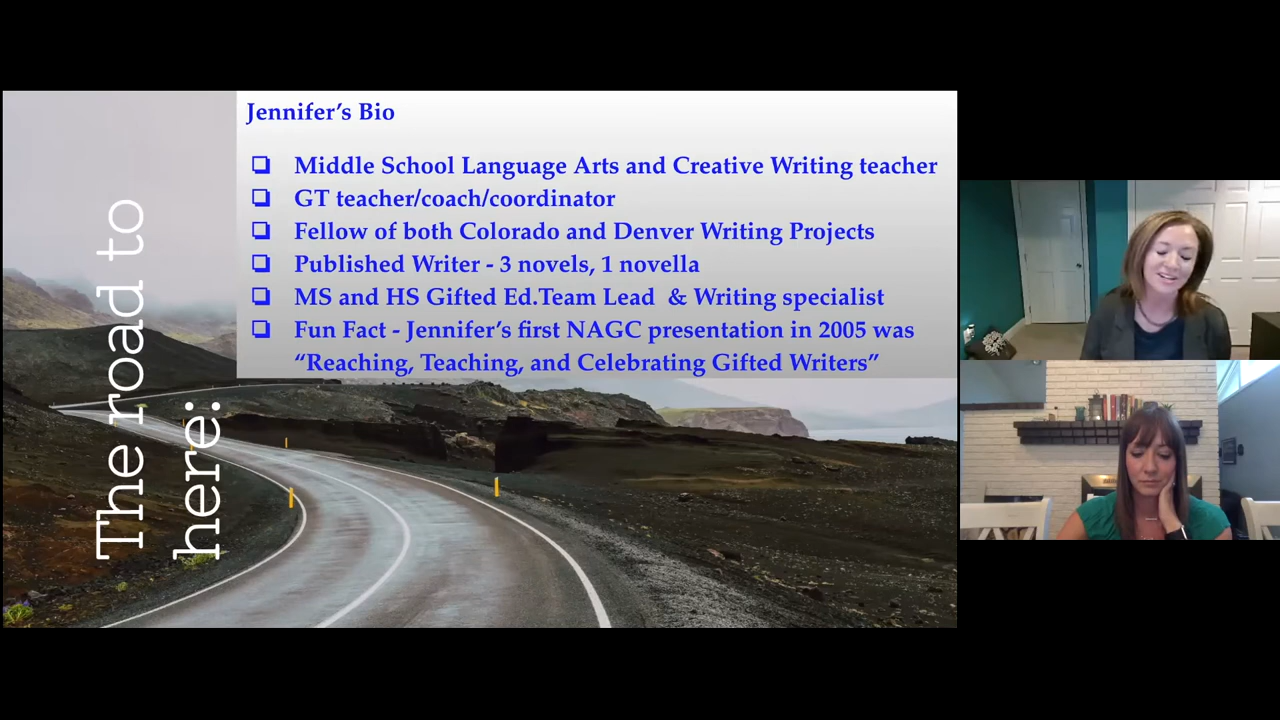 The road to
here:
Jennifer's Bio
❏ Middle School Language Arts and Creative Writing teacher
❏ GT teacher/coach/coordinator
❏ Fellow of both Colorado and Denver Writing Projects
❏ Published Writer - 3 novels, 1 novella
❏ MS and HS Gifted Ed.Team Lead & Writing specialist
❏ Fun Fact - Jennifer's first NAGC presentation in 2005 was
“Reaching, Teaching, and Celebrating Gifted Writers”